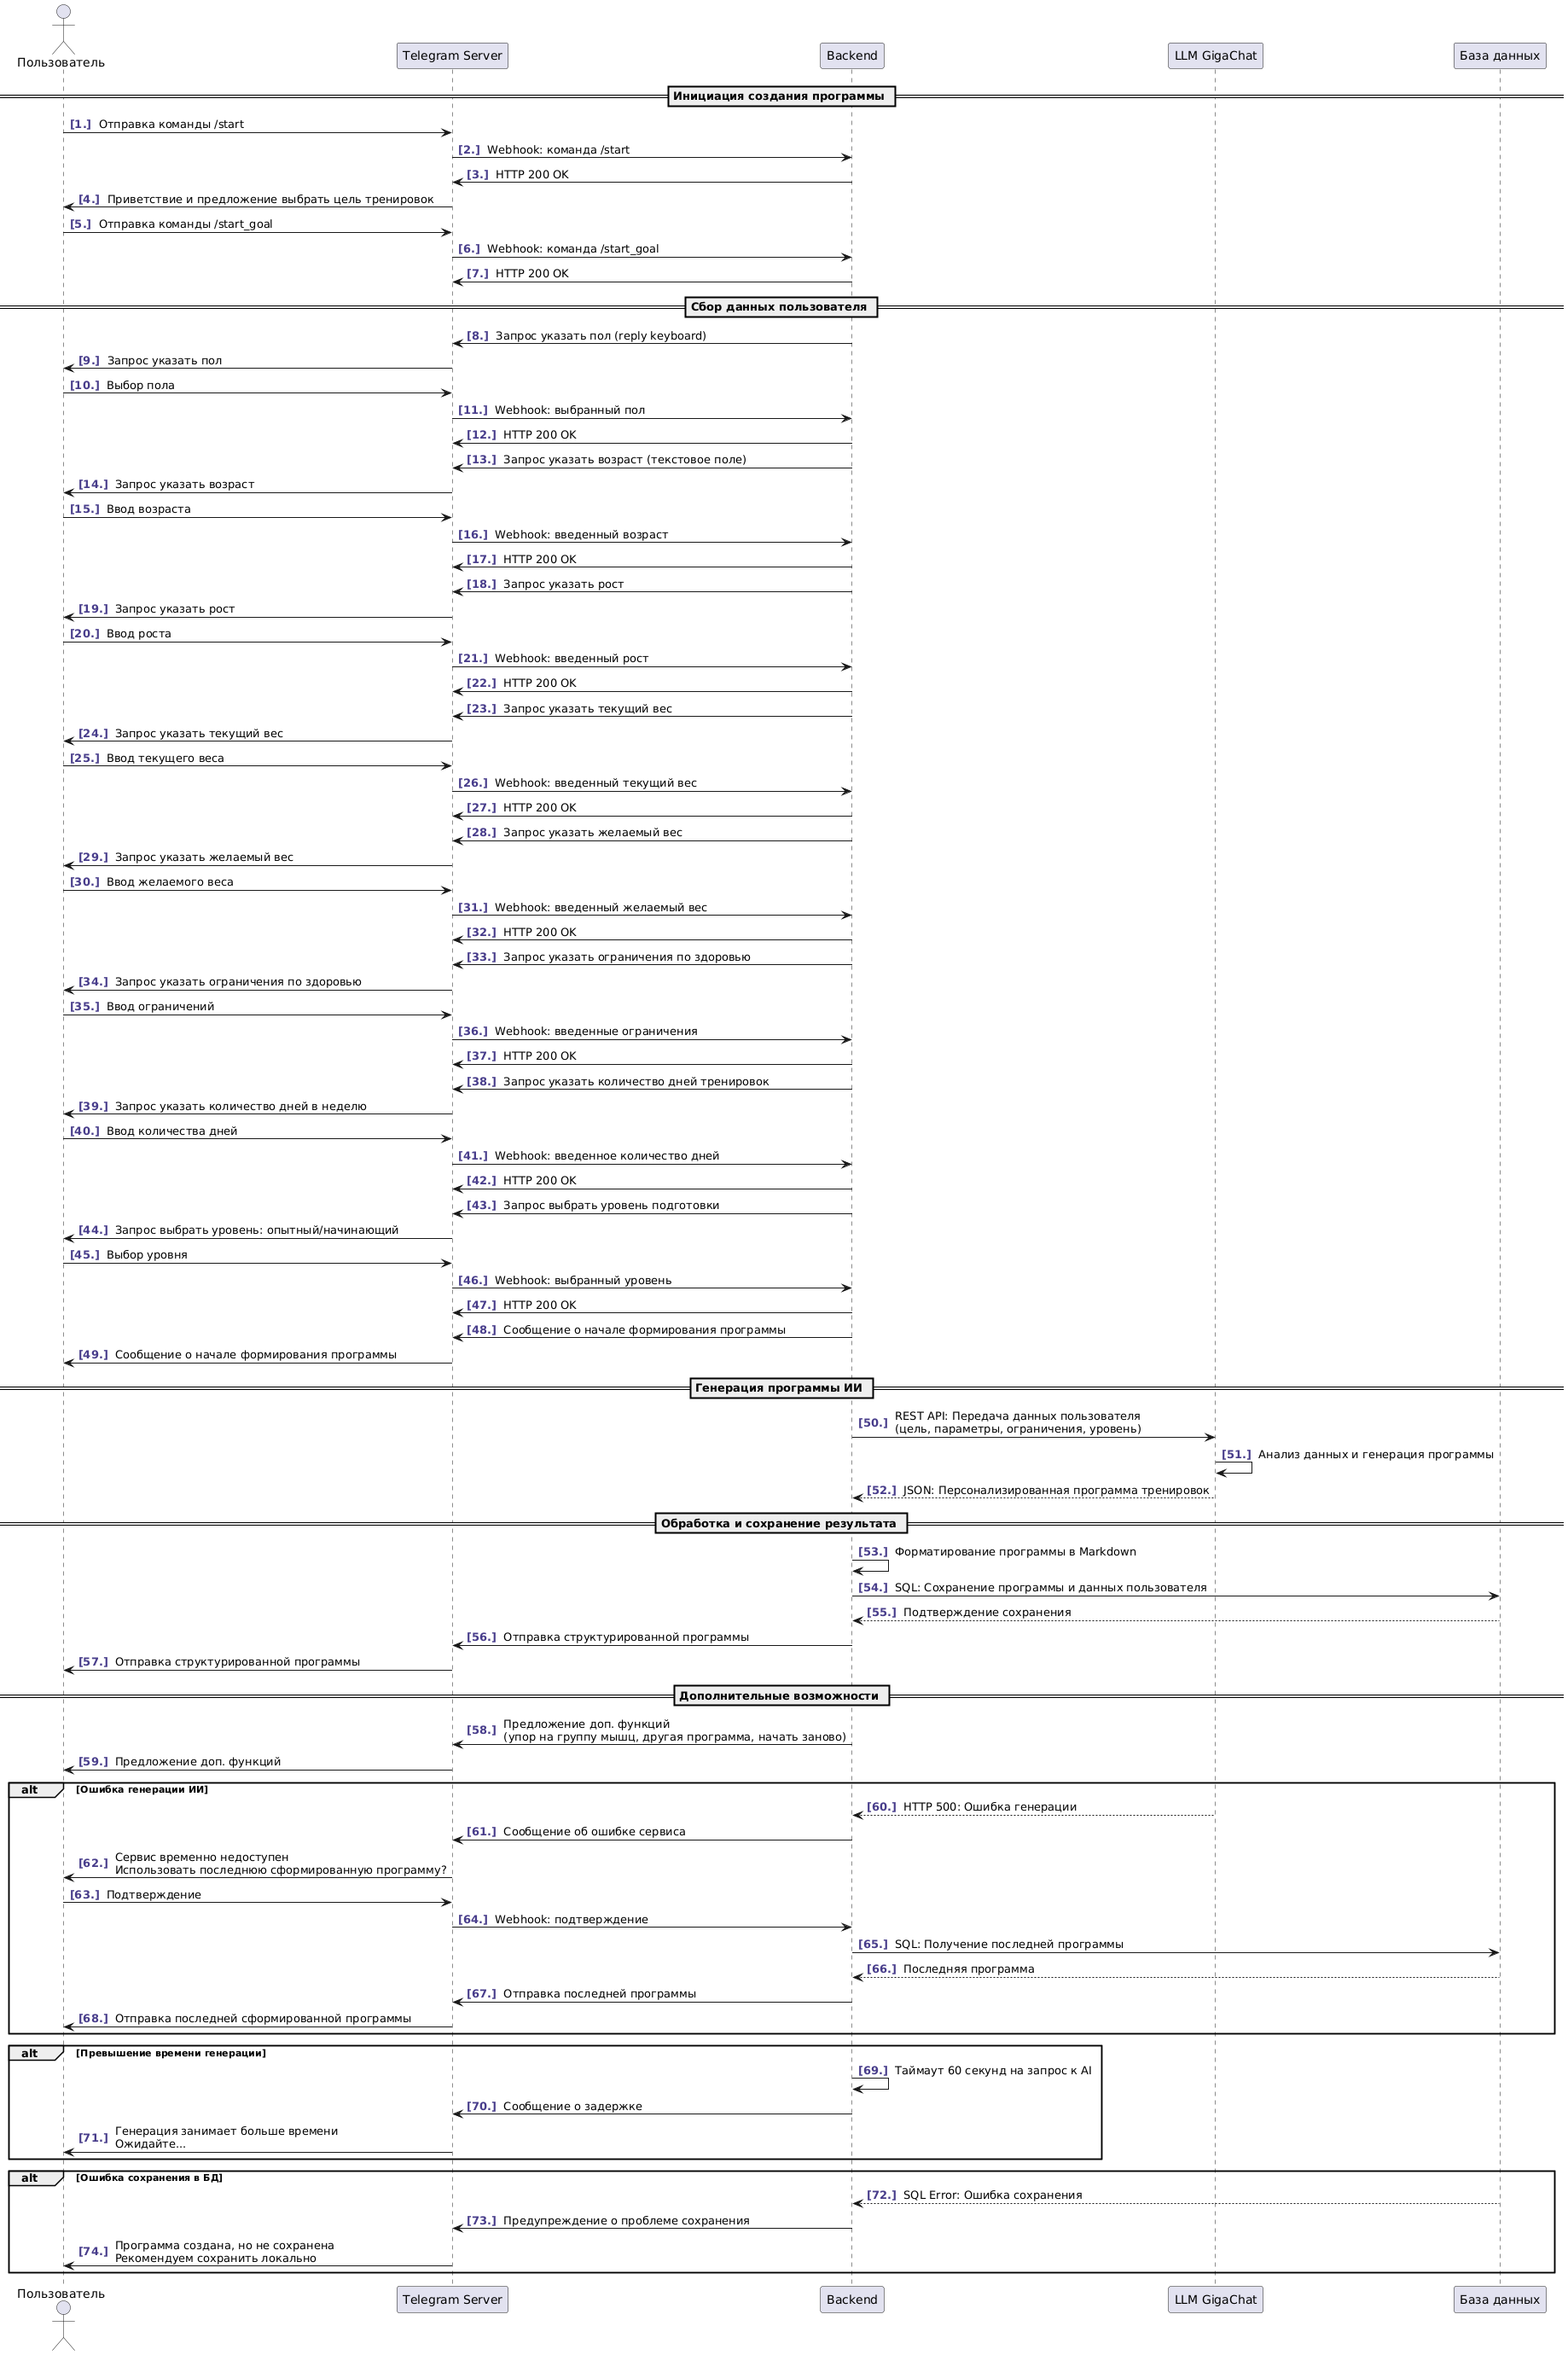 Пользователь
Telegram Server
Backend
LLM GigaChat
База данных
Инициация создания программы
[1.] Отправка команды /start
[2.] Webhook: команда /start
[3.] HTTP 200 OK
[4.] Приветствие и предложение выбрать цель тренировок
[5.] Отправка команды /start_goal
[6.] Webhook: команда /start_goal
[7.] HTTP 200 OK
Сбор данных пользователя
[8.] Запрос указать пол (reply keyboard)
[9.] Запрос указать пол
[10.] Выбор пола
[11.] Webhook: выбранный пол
[12.] HTTP 200 OK
[13.] Запрос указать возраст (текстовое поле)
[14.] Запрос указать возраст
[15.] Ввод возраста
[16.] Webhook: введенный возраст
[17.] HTTP 200 OK
[18.] Запрос указать рост
[19.] Запрос указать рост
[20.] Ввод роста
[21.] Webhook: введенный рост
[22.] HTTP 200 OK
[23.] Запрос указать текущий вес
[24.] Запрос указать текущий вес
[25.] Ввод текущего веса
[26.] Webhook: введенный текущий вес
[27.] HTTP 200 OK
[28.] Запрос указать желаемый вес
[29.] Запрос указать желаемый вес
[30.] Ввод желаемого веса
[31.] Webhook: введенный желаемый вес
[32.] HTTP 200 OK
[33.] Запрос указать ограничения по здоровью
[34.] Запрос указать ограничения по здоровью
[35.] Ввод ограничений
[36.] Webhook: введенные ограничения
[37.] HTTP 200 OK
[38.] Запрос указать количество дней тренировок
[39.] Запрос указать количество дней в неделю
[40.] Ввод количества дней
[41.] Webhook: введенное количество дней
[42.] HTTP 200 OK
[43.] Запрос выбрать уровень подготовки
[44.] Запрос выбрать уровень: опытный/начинающий
[45.] Выбор уровня
[46.] Webhook: выбранный уровень
[47.] HTTP 200 OK
[48.] Сообщение о начале формирования программы
[49.] Сообщение о начале формирования программы
Генерация программы ИИ
[50.] REST API: Передача данных пользователя
(цель, параметры, ограничения, уровень)
[51.] Анализ данных и генерация программы
[52.] JSON: Персонализированная программа тренировок
Обработка и сохранение результата
[53.] Форматирование программы в Markdown
[54.] SQL: Сохранение программы и данных пользователя
[55.] Подтверждение сохранения
[56.] Отправка структурированной программы
[57.] Отправка структурированной программы
Дополнительные возможности
[58.] Предложение доп. функций
(упор на группу мышц, другая программа, начать заново)
[59.] Предложение доп. функций
alt [Ошибка генерации ИИ]
[60.] HTTP 500: Ошибка генерации
[61.] Сообщение об ошибке сервиса
[62.] Сервис временно недоступен
Использовать последнюю сформированную программу?
[63.] Подтверждение
[64.] Webhook: подтверждение
[65.] SQL: Получение последней программы
[66.] Последняя программа
[67.] Отправка последней программы
[68.] Отправка последней сформированной программы
alt [Превышение времени генерации]
[69.] Таймаут 60 секунд на запрос к AI
[70.] Сообщение о задержке
[71.] Генерация занимает больше времени
Ожидайте...
alt [Ошибка сохранения в БД]
[72.] SQL Error: Ошибка сохранения
[73.] Предупреждение о проблеме сохранения
[74.] Программа создана, но не сохранена
Рекомендуем сохранить локально
Пользователь
Telegram Server
Backend
LLM GigaChat
База данных